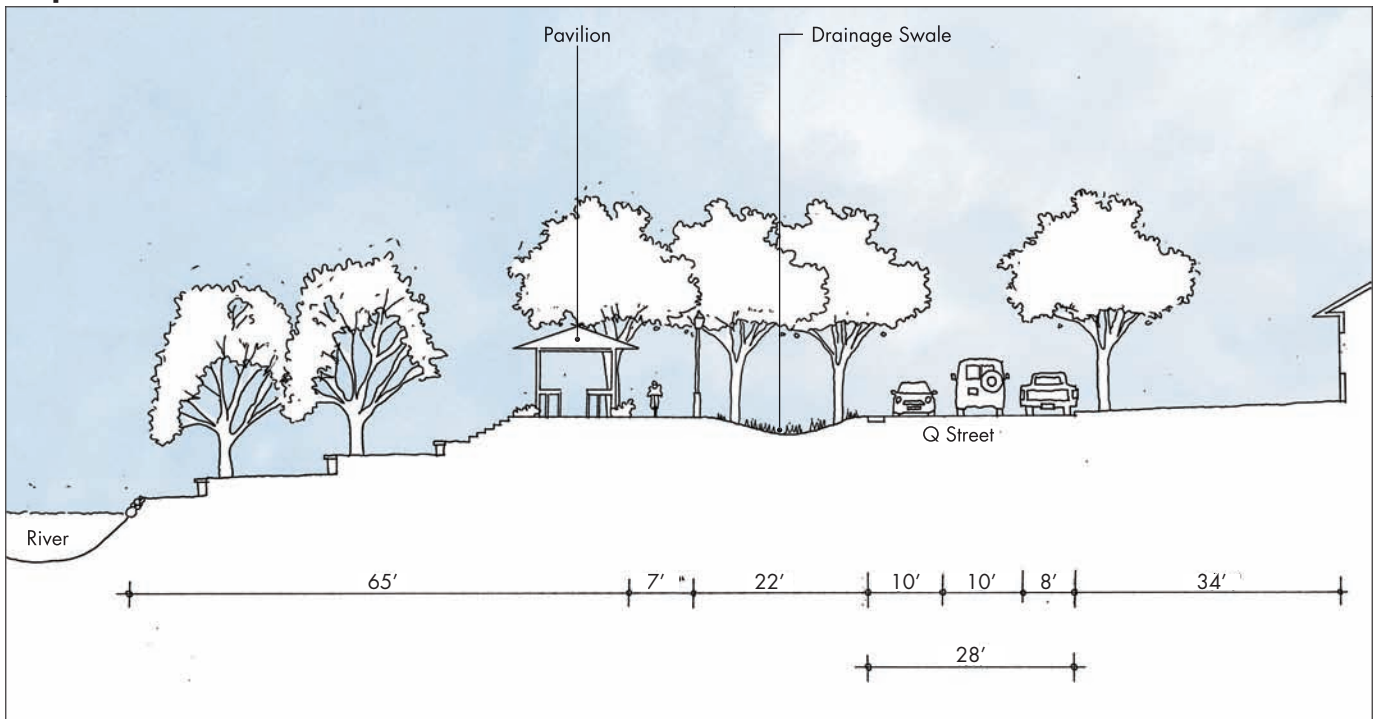 Pavilion
Drainage Swale
Q Street
River
65’
7’
22’
10’
10’
8’
34’
28’